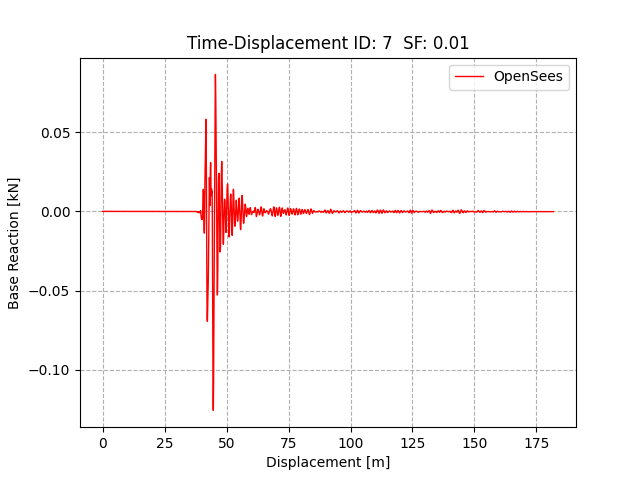 Time-Displacement ID: 7  SF: 0.01
OpenSees
0.05
0.00
−0.05
−0.10
Base Reaction [kN]
0 25 50 75 100 125 150 175
Displacement [m]